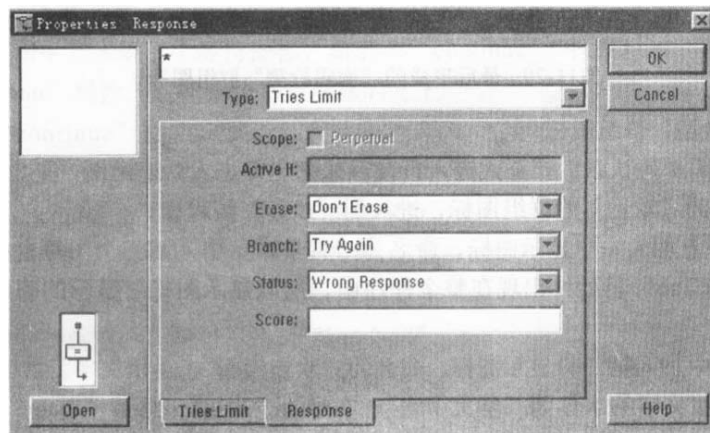 Properties Response
*
Type: Tries Limit
OK
Cancel
Scope: Perpetual
Active If:
Erase: Don't Erase
Branch: Try Again
Status: Wrong Response
Score:
=
Open
Tries Limit
Response
Help